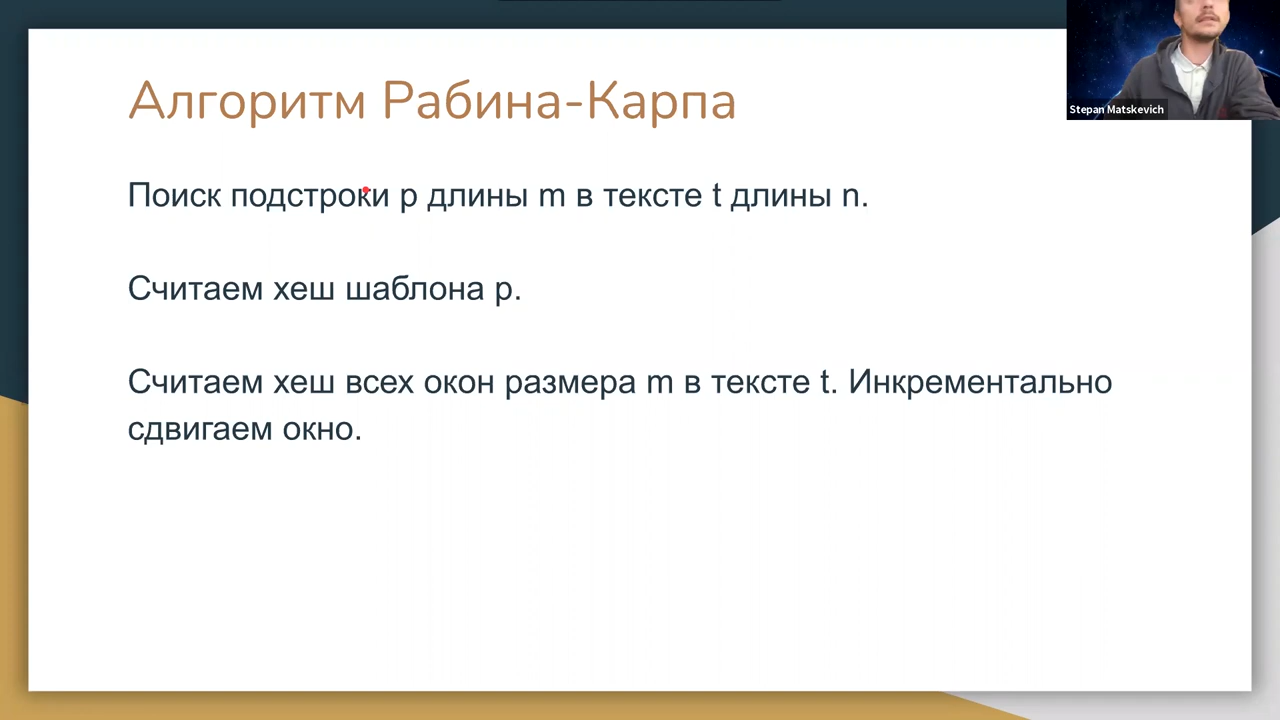 Алгоритм Рабина-Карпа
Stepan Matskevich
Поиск подстроки p длины m в тексте t длины n.
Считаем хеш шаблона p.
Считаем хеш всех окон размера m в тексте t. Инкрементально
сдвигаем окно.